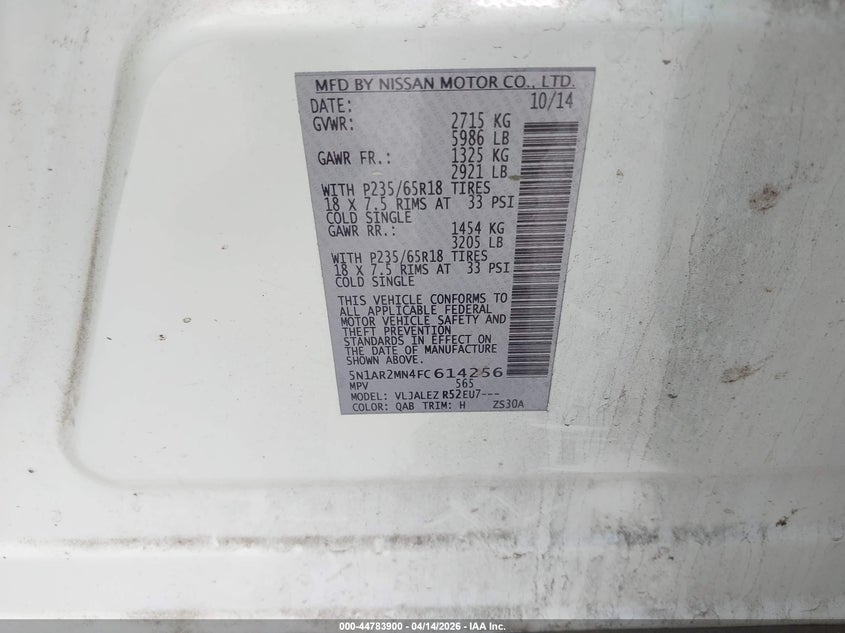 MFD BY NISSAN MOTOR CO., LTD.
DATE: 10/14
GVWR: 2715 KG
5986 LB
GAWR FR.: 1325 KG
2921 LB
WITH P235/65R18 TIRES
18 X 7.5 RIMS AT 33 PSI
COLD SINGLE
GAWR RR.: 1454 KG
3205 LB
WITH P235/65R18 TIRES
18 X 7.5 RIMS AT 33 PSI
COLD SINGLE
THIS VEHICLE CONFORMS TO
ALL APPLICABLE FEDERAL
MOTOR VEHICLE SAFETY AND
THEFT PREVENTION
STANDARDS IN EFFECT ON
THE DATE OF MANUFACTURE
SHOWN ABOVE.
5N1AR2MN4FC614256
MPV 565
MODEL: VLJALEZ R52EU7---
COLOR: QAB TRIM: H ZS30A
000-44783900 - 04/14/2026 - IAA Inc.